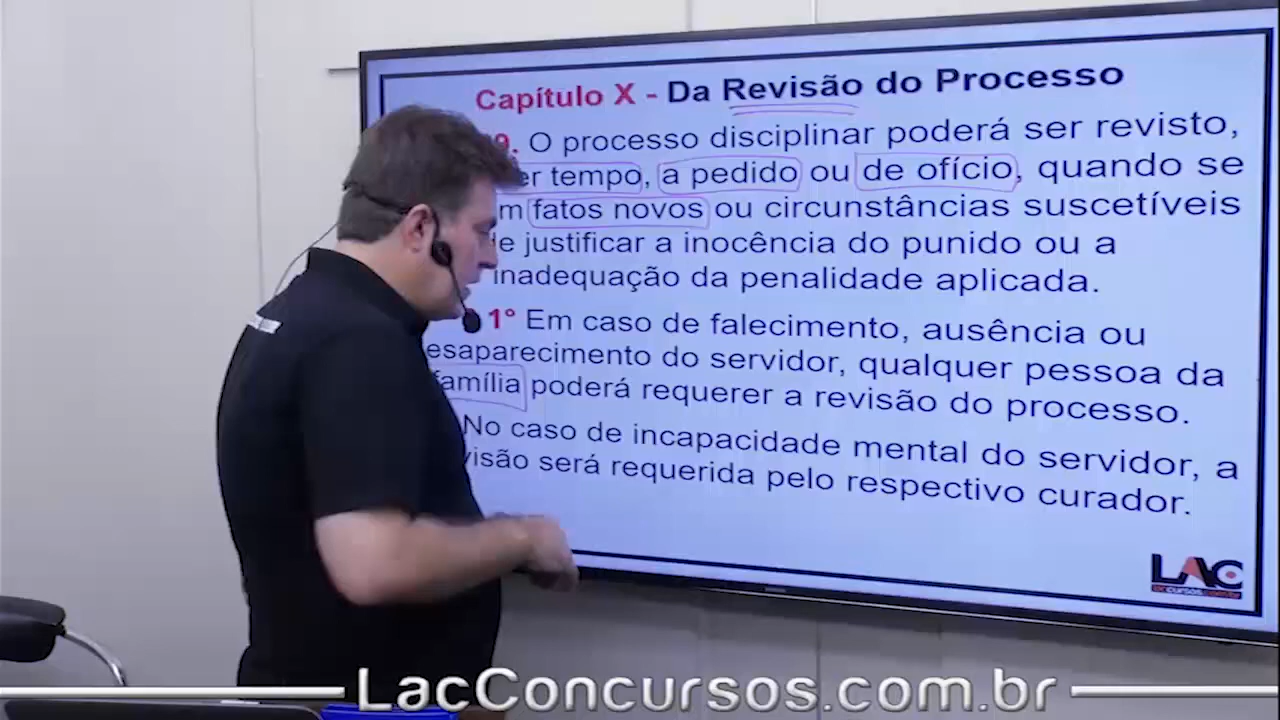 Capítulo X - Da Revisão do Processo
9. O processo disciplinar poderá ser revisto,
er tempo, a pedido ou de ofício, quando se
m fatos novos ou circunstâncias suscetíveis
e justificar a inocência do punido ou a
inadequação da penalidade aplicada.
1° Em caso de falecimento, ausência ou
esaparecimento do servidor, qualquer pessoa da
família poderá requerer a revisão do processo.
No caso de incapacidade mental do servidor, a
visão será requerida pelo respectivo curador.
LAC
LacConcursos.com.br